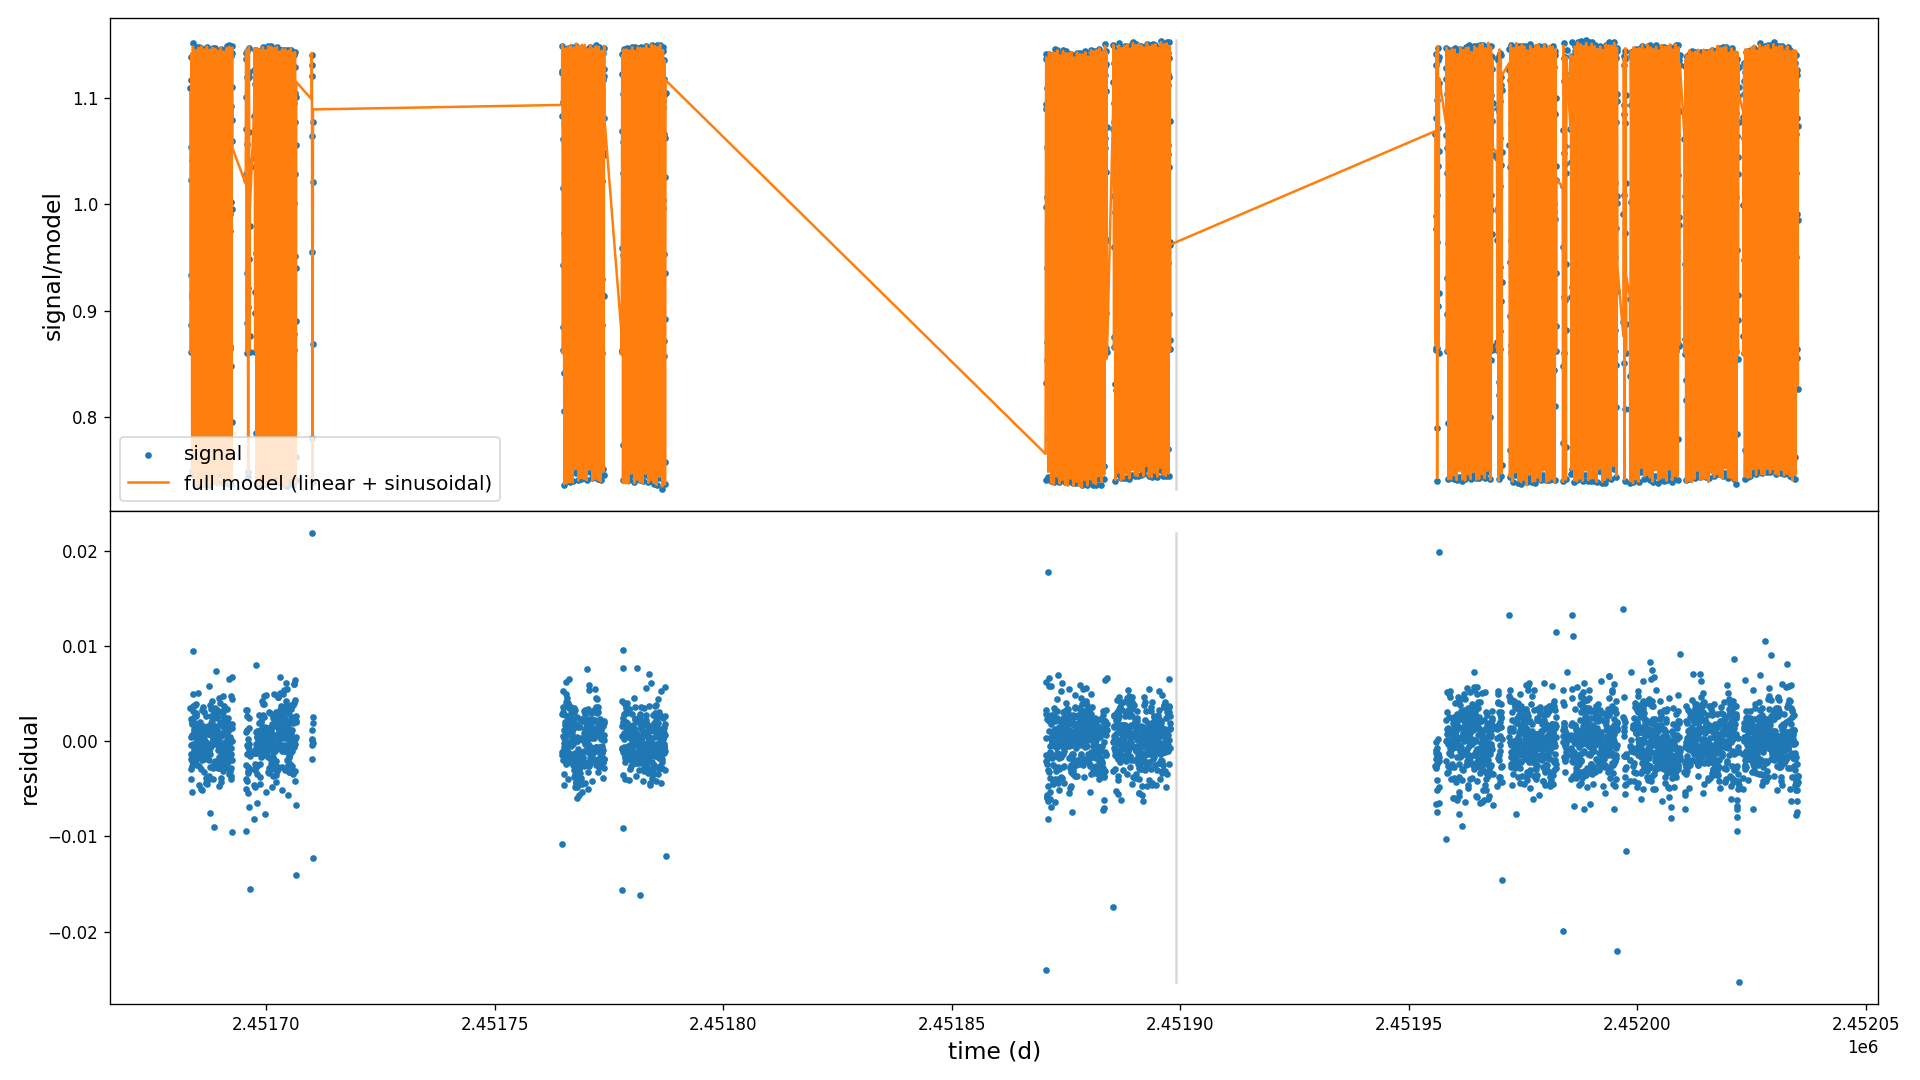 signal/model
1.1
1.0
0.9
0.8
signal
full model (linear + sinusoidal)
residual
0.02
0.01
0.00
−0.01
−0.02
2.45170 2.45175 2.45180 2.45185 2.45190 2.45195 2.45200 2.45205
1e6
time (d)